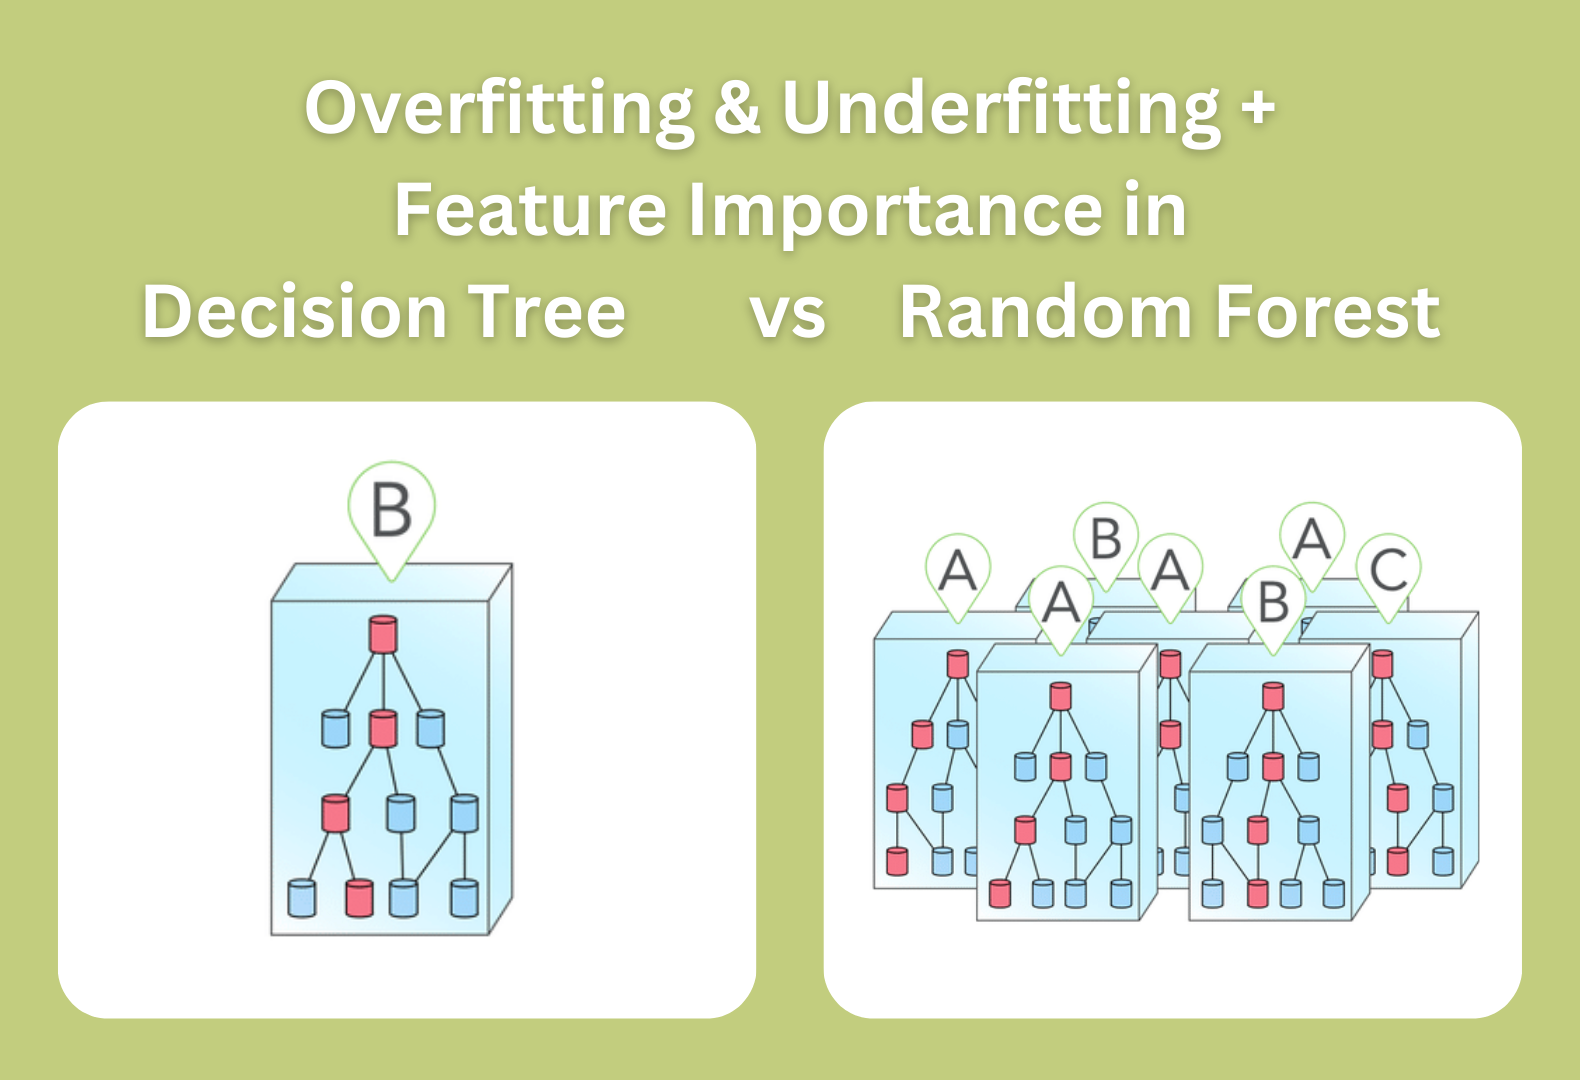 Overfitting & Underfitting +
Feature Importance in
Decision Tree vs Random Forest
B
B
A
A
A
C
A
B